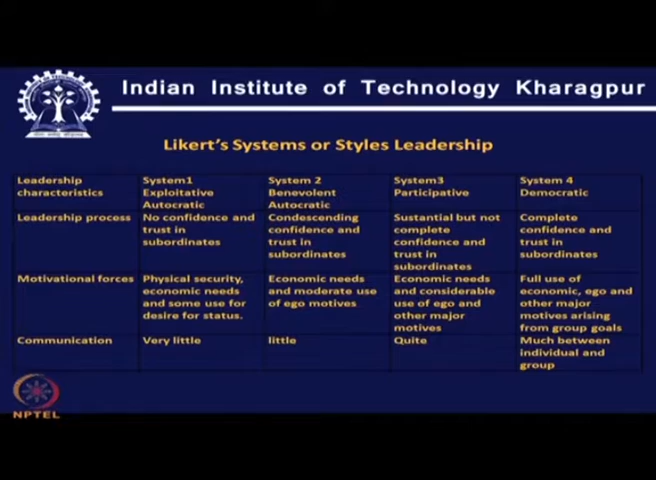 Indian Institute of Technology Kharagpur
Likert's Systems or Styles Leadership
Leadership characteristics
System1 Exploitative Autocratic
System 2 Benevolent Autocratic
System3 Participative
System 4 Democratic
Leadership process
No confidence and trust in subordinates
Condescending confidence and trust in subordinates
Sustantial but not complete confidence and trust in subordinates
Complete confidence and trust in subordinates
Motivational forces
Physical security, economic needs and some use for desire for status.
Economic needs and moderate use of ego motives
Economic needs and considerable use of ego and other major motives
Full use of economic, ego and other major motives arising from group goals
Communication
Very little
little
Quite
Much between individual and group
NPTEL